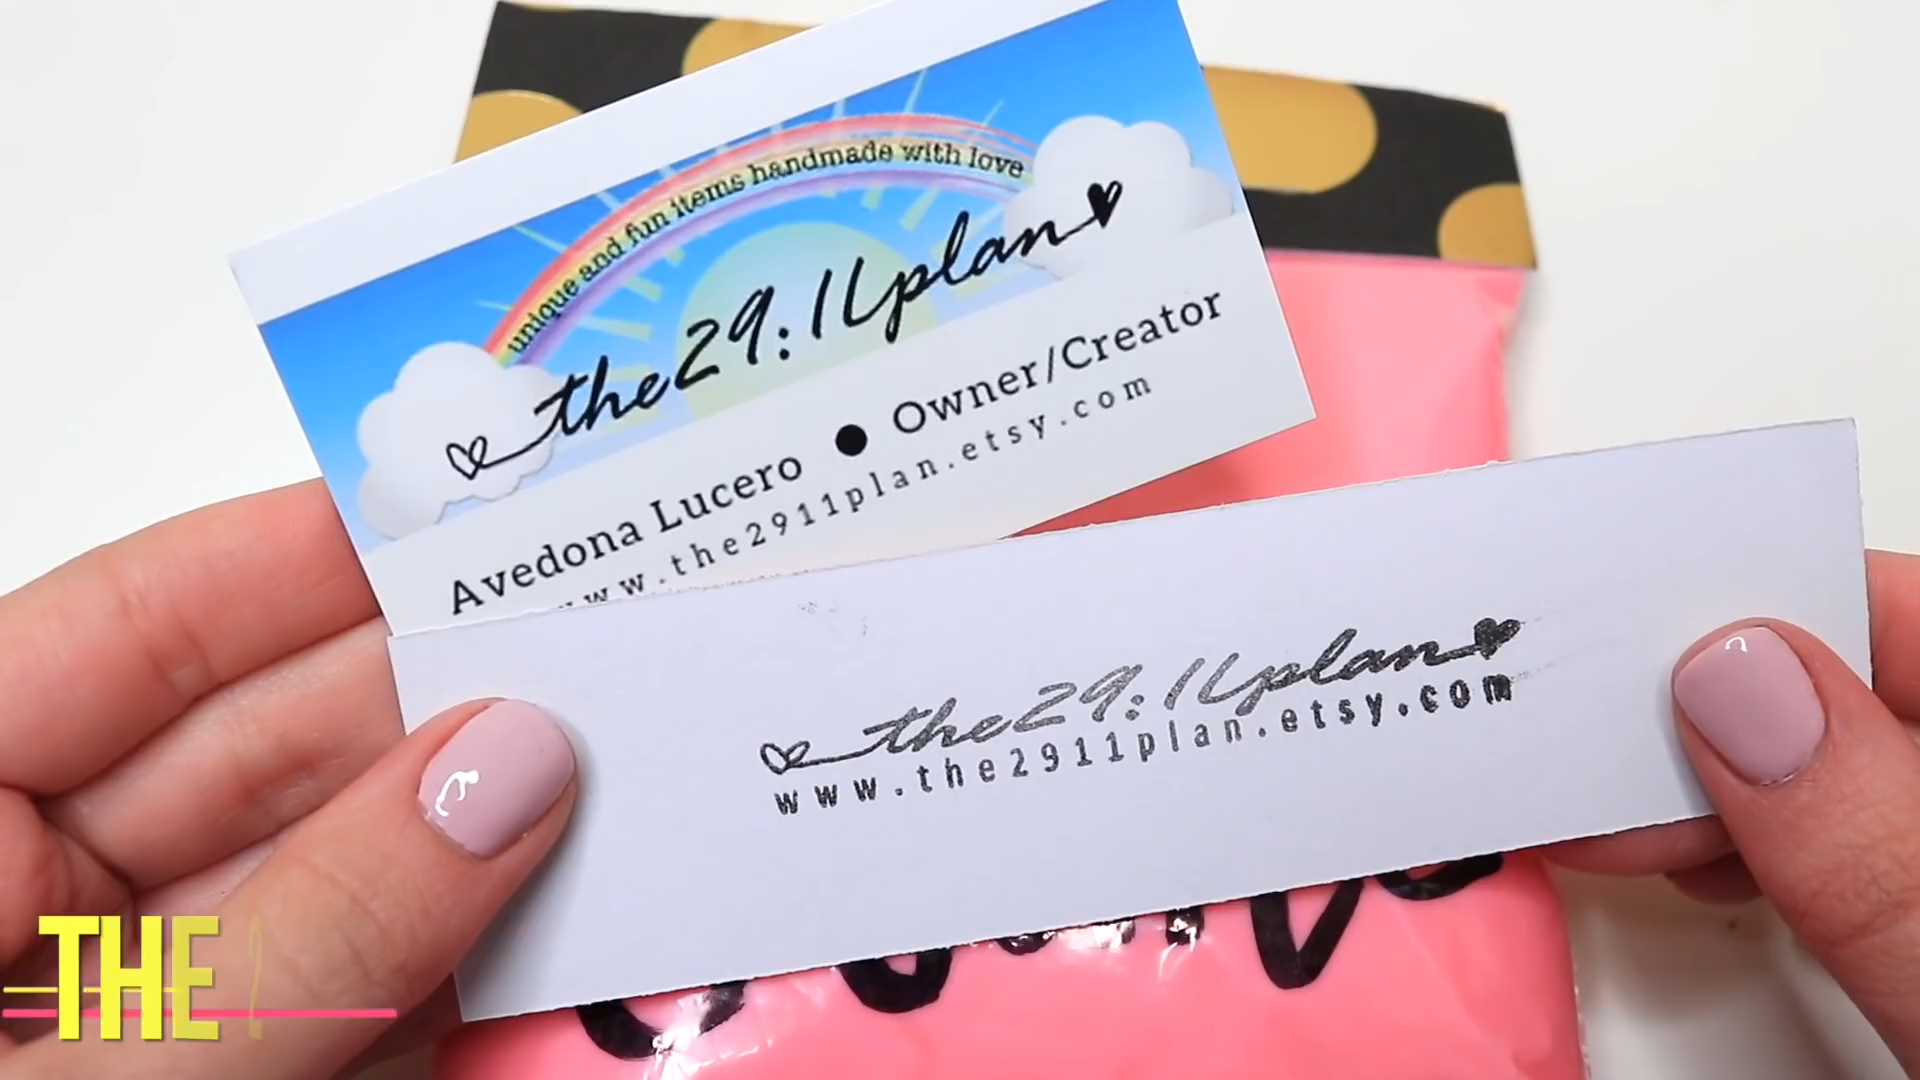 unique and fun items handmade with love
the29:11plan
Avedona Lucero ● Owner/Creator
www.the2911plan.etsy.com
the29:11plan
www.the2911plan.etsy.com
THE